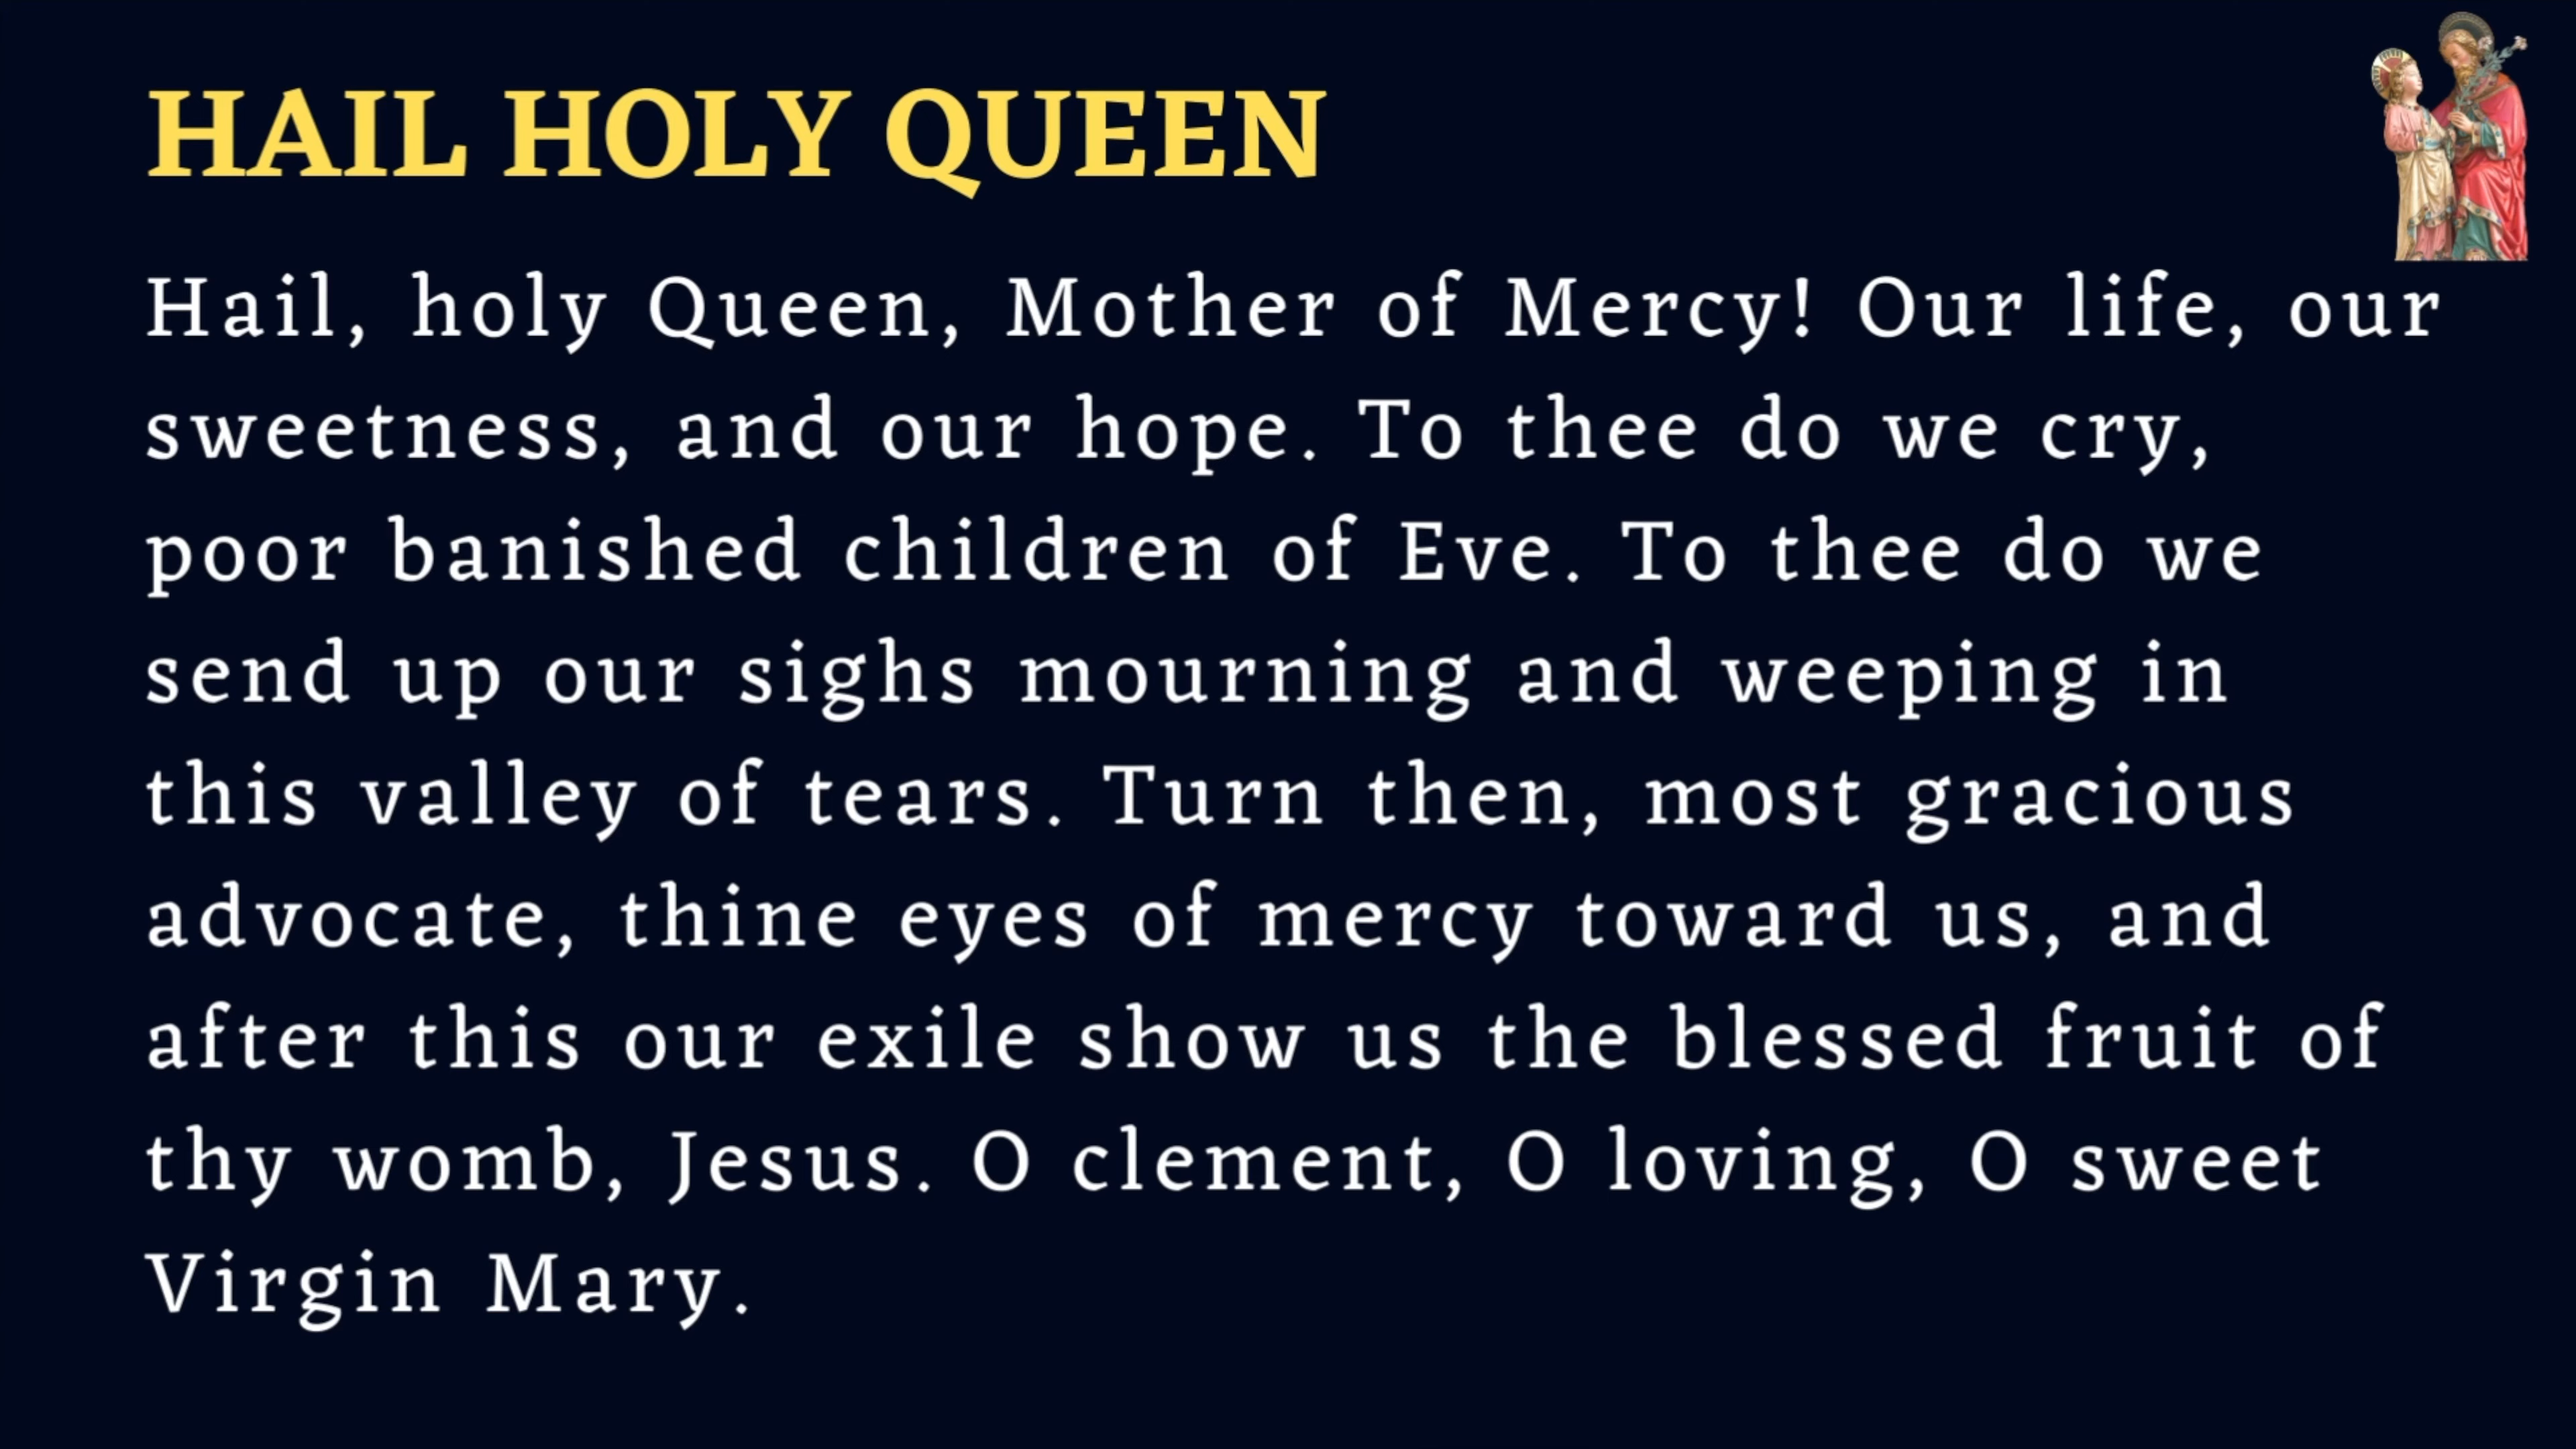 HAIL HOLY QUEEN
Hail, holy Queen, Mother of Mercy! Our life, our
sweetness, and our hope. To thee do we cry,
poor banished children of Eve. To thee do we
send up our sighs mourning and weeping in
this valley of tears. Turn then, most gracious
advocate, thine eyes of mercy toward us, and
after this our exile show us the blessed fruit of
thy womb, Jesus. O clement, O loving, O sweet
Virgin Mary.